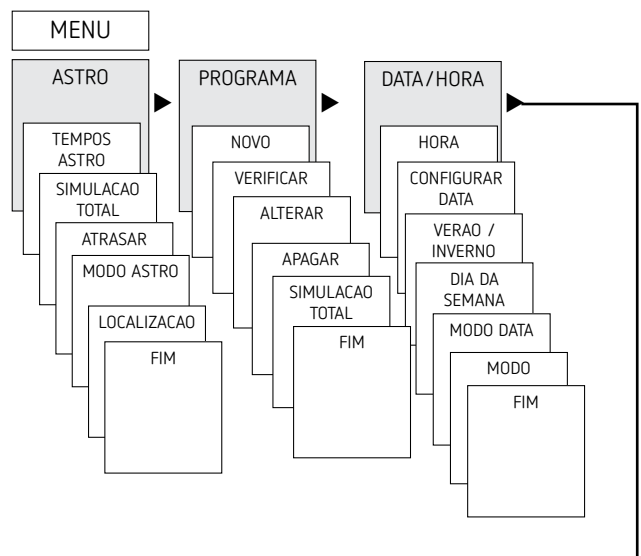 MENU
ASTRO
TEMPOS
ASTRO
SIMULACAO
TOTAL
ATRASAR
MODO ASTRO
LOCALIZACAO
FIM
PROGRAMA
NOVO
VERIFICAR
ALTERAR
APAGAR
SIMULACAO
TOTAL
FIM
DATA/HORA
HORA
CONFIGURAR
DATA
VERAO /
INVERNO
DIA DA
SEMANA
MODO DATA
MODO
FIM